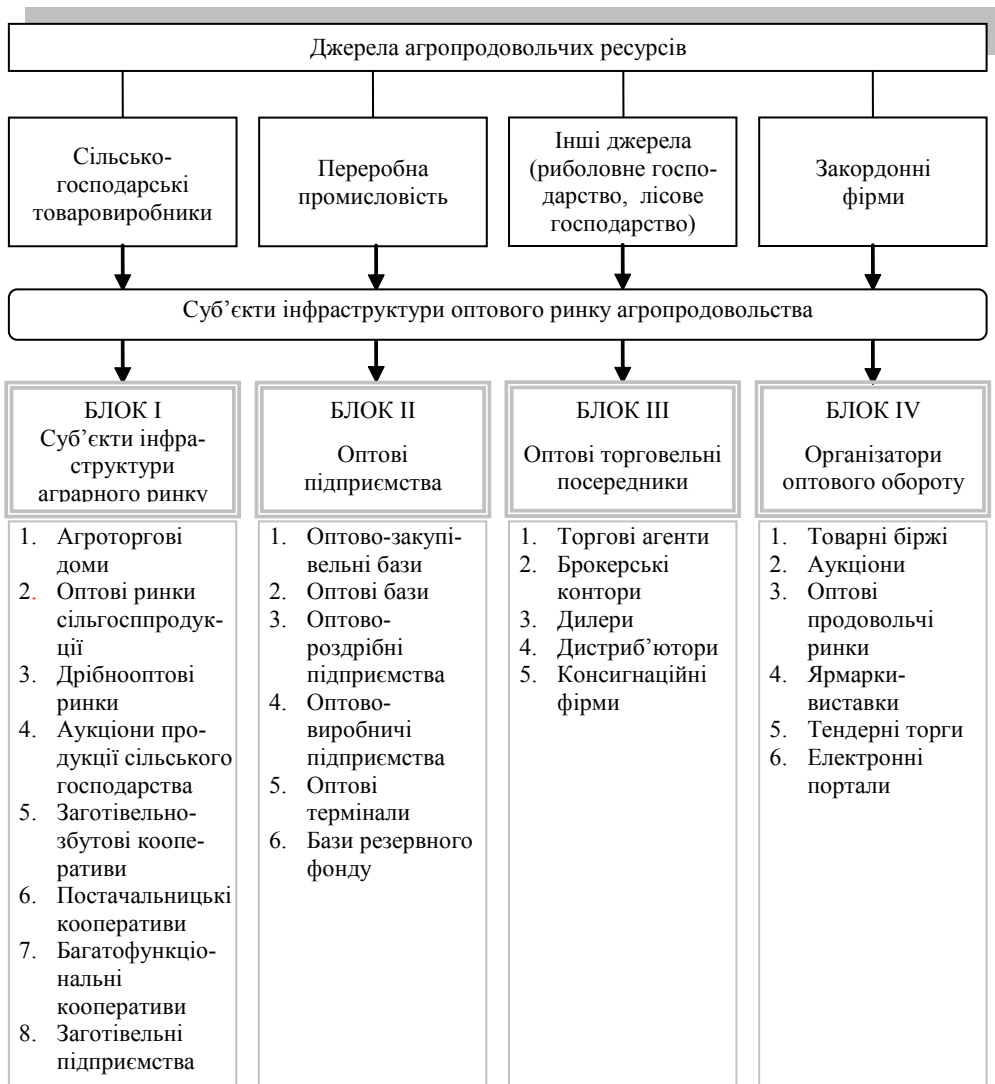 Джерела агропродовольчих ресурсів
Сільсько-
господарські
товаровиробники
Переробна
промисловість
Інші джерела
(риболовне госпо-
дарство, лісове
господарство)
Закордонні
фірми
Суб’єкти інфраструктури оптового ринку агропродовольства
БЛОК І
Суб’єкти інфра-
структури
аграрного ринку
БЛОК ІІ
Оптові
підприємства
БЛОК ІІІ
Оптові торговельні
посередники
БЛОК IV
Організатори
оптового обороту
1. Агроторгові
доми
2. Оптові ринки
сільгосппродук-
ції
3. Дрібнооптові
ринки
4. Аукціони про-
дукції сільського
господарства
5. Заготівельно-
збутові коопе-
ративи
6. Постачальницькі
кооперативи
7. Багатофункціо-
нальні
кооперативи
8. Заготівельні
підприємства
1. Оптово-закупі-
вельні бази
2. Оптові бази
3. Оптово-
роздрібні
підприємства
4. Оптово-
виробничі
підприємства
5. Оптові
термінали
6. Бази резервного
фонду
1. Торгові агенти
2. Брокерські
контори
3. Дилери
4. Дистриб’ютори
5. Консигнаційні
фірми
1. Товарні біржі
2. Аукціони
3. Оптові
продовольчі
ринки
4. Ярмарки-
виставки
5. Тендерні торги
6. Електронні
портали